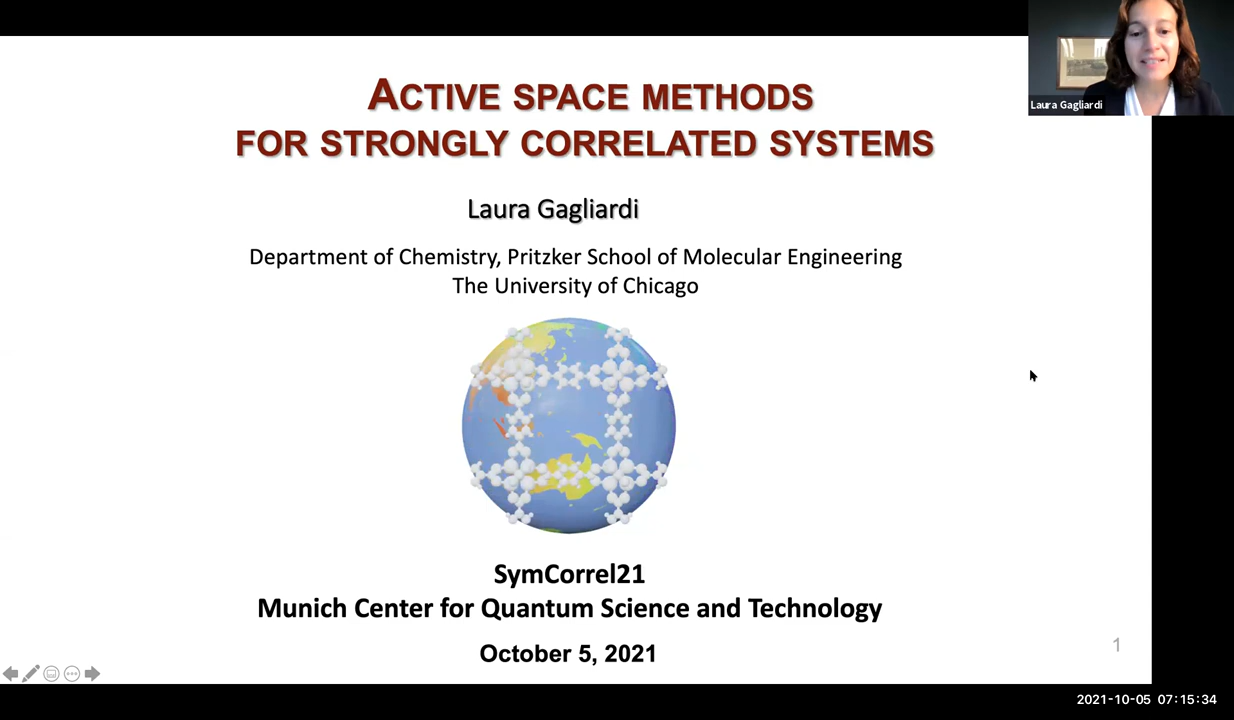 ACTIVE SPACE METHODS
FOR STRONGLY CORRELATED SYSTEMS
Laura Gagliardi
Laura Gagliardi
Department of Chemistry, Pritzker School of Molecular Engineering
The University of Chicago
SymCorrel21
Munich Center for Quantum Science and Technology
October 5, 2021
1
2021-10-05 07:15:34